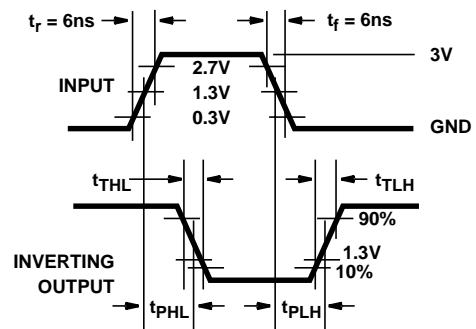 tr = 6ns
tf = 6ns
INPUT
2.7V
1.3V
0.3V
3V
GND
tTHL
tTLH
90%
1.3V
10%
INVERTING
OUTPUT
tPHL
tPLH